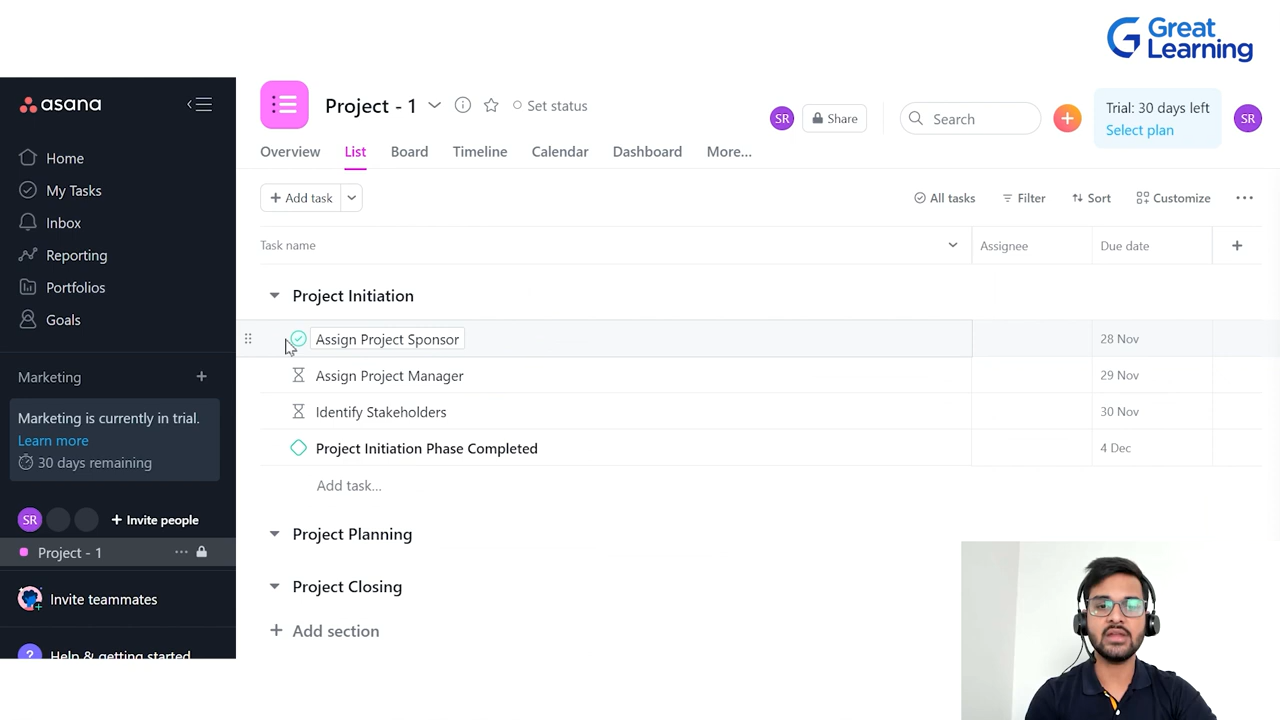 Great
Learning
asana
Project - 1
Set status
SR
Share
Search
Trial: 30 days left
Select plan
SR
Home
My Tasks
Inbox
Reporting
Portfolios
Goals
Marketing
Marketing is currently in trial.
Learn more
30 days remaining
SR
+ Invite people
Project - 1
Invite teammates
? Help & getting started
Overview List Board Timeline Calendar Dashboard More...
+ Add task
All tasks Filter Sort Customize
Task name Assignee Due date
Project Initiation
Assign Project Sponsor 28 Nov
Assign Project Manager 29 Nov
Identify Stakeholders 30 Nov
Project Initiation Phase Completed 4 Dec
Add task...
Project Planning
Project Closing
+ Add section